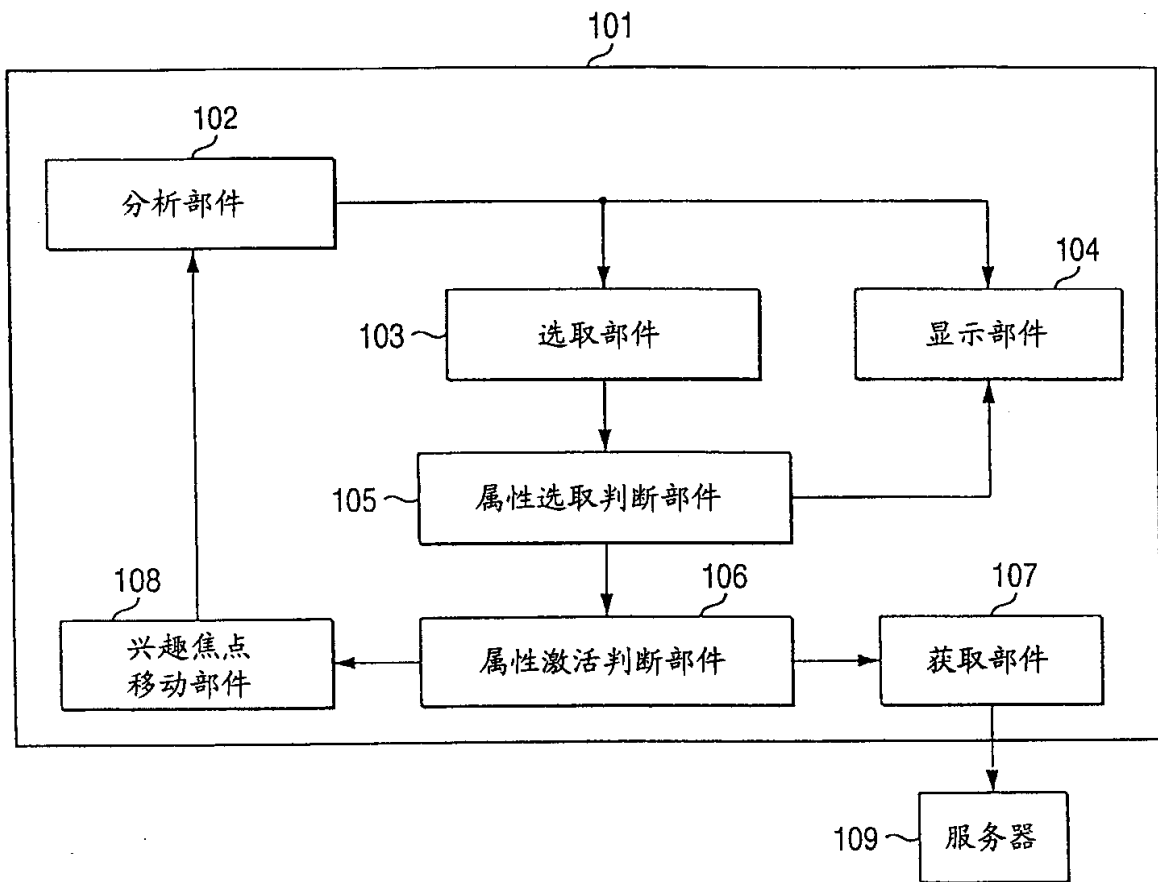 101
102
分析部件
104
103
选取部件
显示部件
105
属性选取判断部件
108
106
107
兴趣焦点
移动部件
属性激活判断部件
获取部件
109
服务器